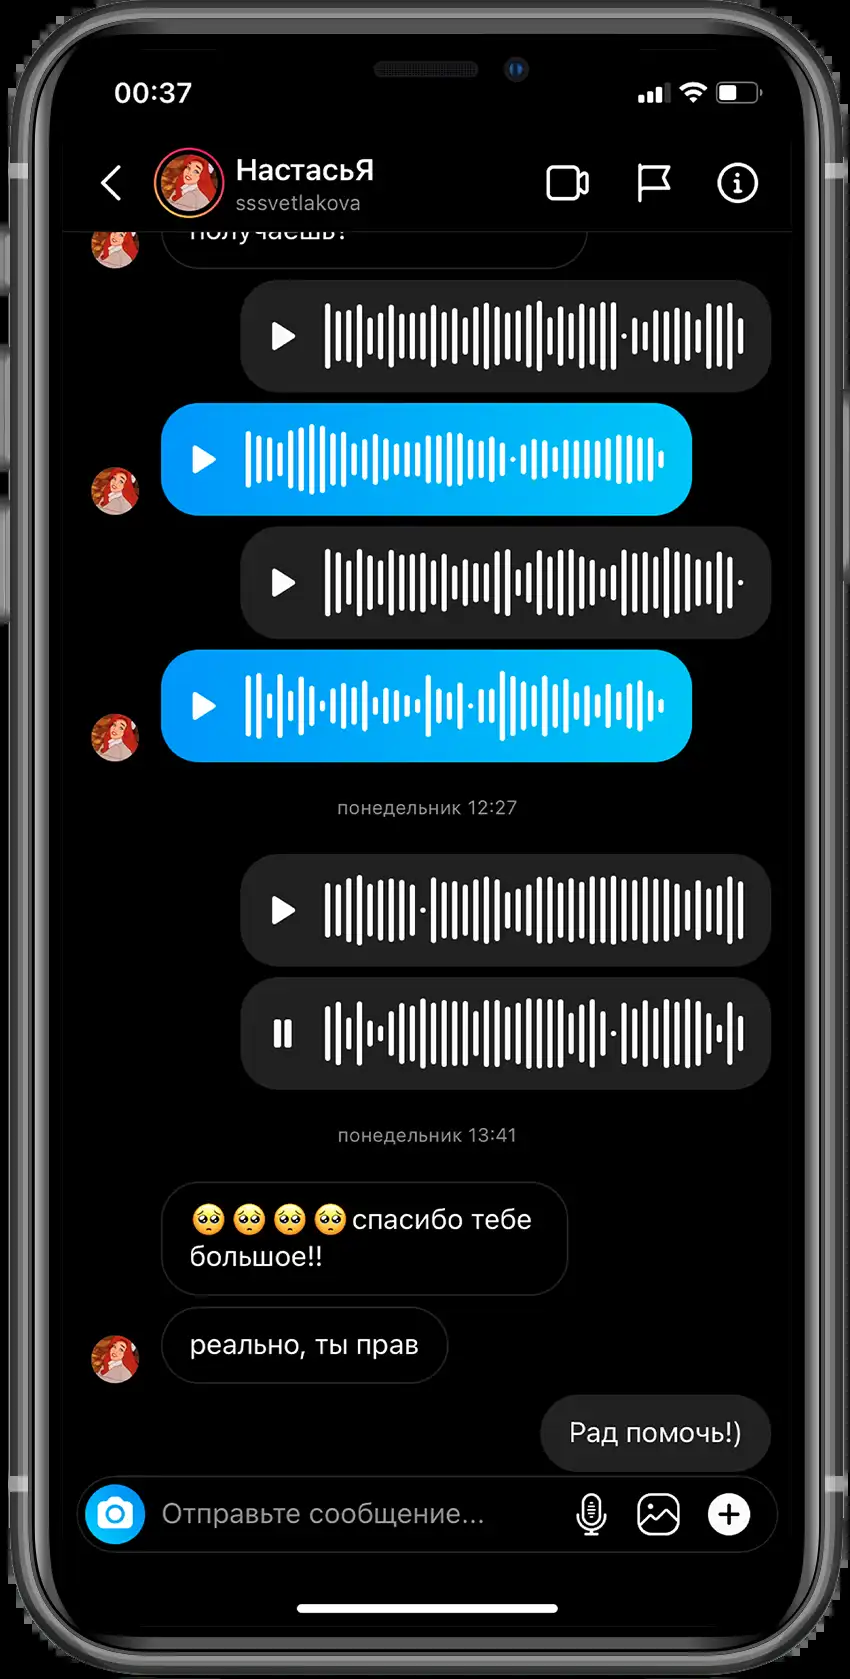 00:37
НастасьЯ
sssvetlakova
получаешь?
понедельник 12:27
понедельник 13:41
🥺🥺🥺🥺спасибо тебе
большое!!
реально, ты прав
Рад помочь!)
Отправьте сообщение...